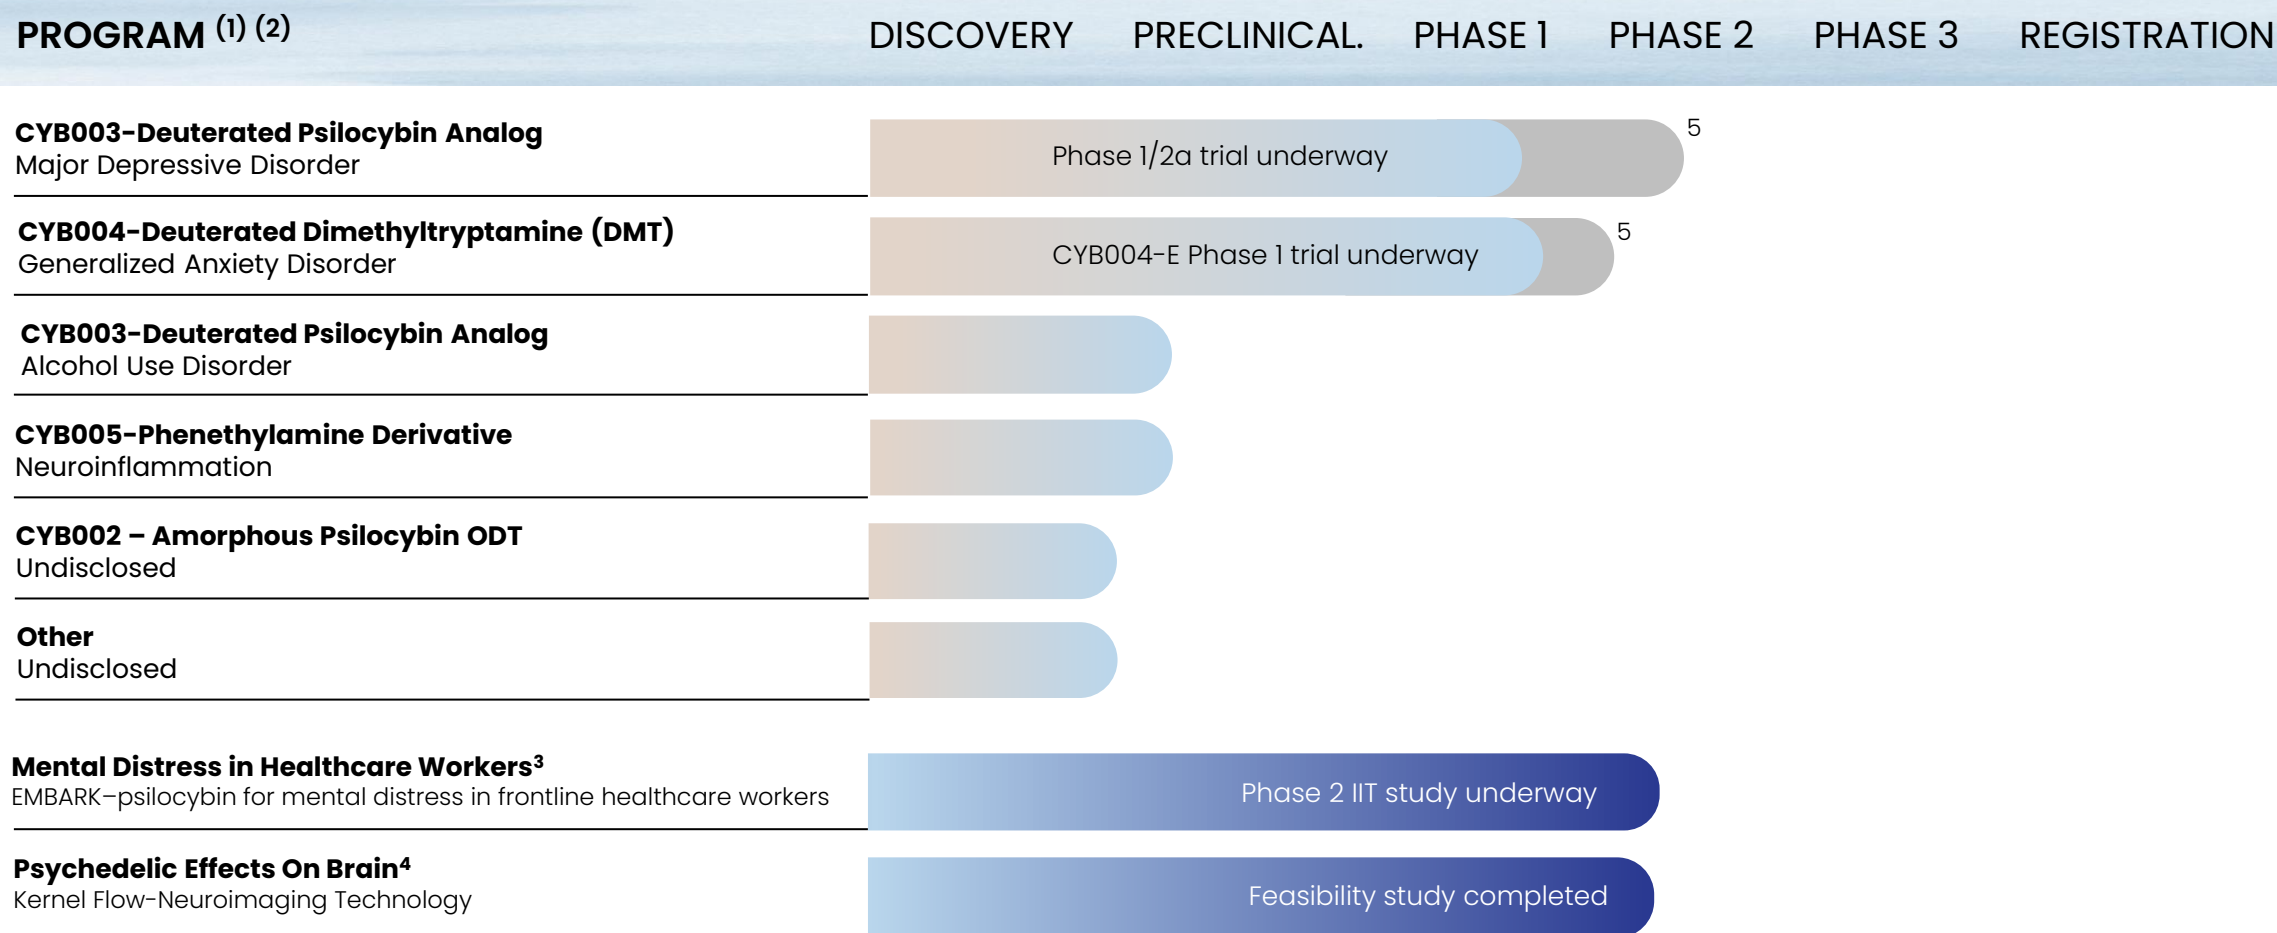 PROGRAM (1) (2) DISCOVERY PRECLINICAL. PHASE 1 PHASE 2 PHASE 3 REGISTRATION
CYB003-Deuterated Psilocybin Analog
Major Depressive Disorder
Phase 1/2a trial underway
5
CYB004-Deuterated Dimethyltryptamine (DMT)
Generalized Anxiety Disorder
CYB004-E Phase 1 trial underway
5
CYB003-Deuterated Psilocybin Analog
Alcohol Use Disorder
CYB005-Phenethylamine Derivative
Neuroinflammation
CYB002 – Amorphous Psilocybin ODT
Undisclosed
Other
Undisclosed
Mental Distress in Healthcare Workers³
EMBARK–psilocybin for mental distress in frontline healthcare workers
Phase 2 IIT study underway
Psychedelic Effects On Brain⁴
Kernel Flow-Neuroimaging Technology
Feasibility study completed